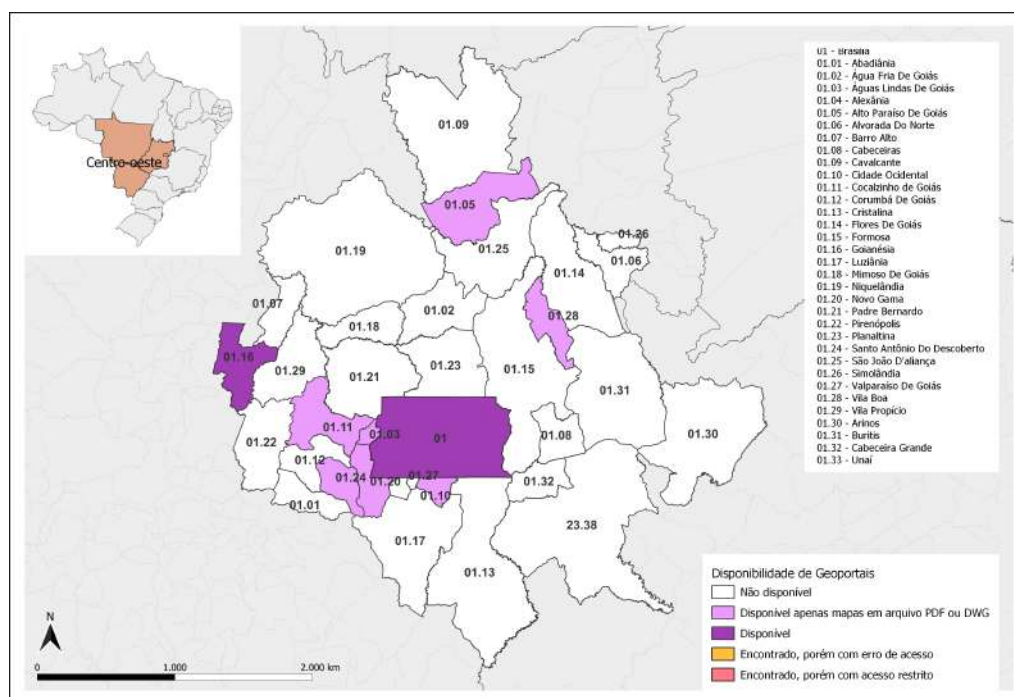 Centro-oeste
01 - Brasília
01.01 - Abadiânia
01.02 - Água Fria De Goiás
01.03 - Águas Lindas De Goiás
01.04 - Alexânia
01.05 - Alto Paraíso De Goiás
01.06 - Alvorada Do Norte
01.07 - Barro Alto
01.08 - Cabeceiras
01.09 - Cavalcante
01.10 - Cidade Ocidental
01.11 - Cocalzinho de Goiás
01.12 - Corumbá De Goiás
01.13 - Cristalina
01.14 - Flores De Goiás
01.15 - Formosa
01.16 - Goianésia
01.17 - Luziânia
01.18 - Mimoso De Goiás
01.19 - Niquelândia
01.20 - Novo Gama
01.21 - Padre Bernardo
01.22 - Pirenópolis
01.23 - Planaltina
01.24 - Santo Antônio Do Descoberto
01.25 - São João D'aliança
01.26 - Simolândia
01.27 - Valparaíso De Goiás
01.28 - Vila Boa
01.29 - Vila Propício
01.30 - Arinos
01.31 - Buritis
01.32 - Cabeceira Grande
01.33 - Unaí
01.09
01.05
01.26
01.25
01.19
01.06
01.14
01.07
01.02
01.28
01.18
01.16
01.23
01.29
01.21
01.15
01.31
01.30
01.11
01.03
01
01.22
01.08
01.12
01.24
01.27
01.20
01.32
01.10
01.01
23.38
01.17
01.13
Disponibilidade de Geoportais
Não disponível
Disponível apenas mapas em arquivo PDF ou DWG
Disponível
Encontrado, porém com erro de acesso
Encontrado, porém com acesso restrito
N
0 1.000 2.000 km